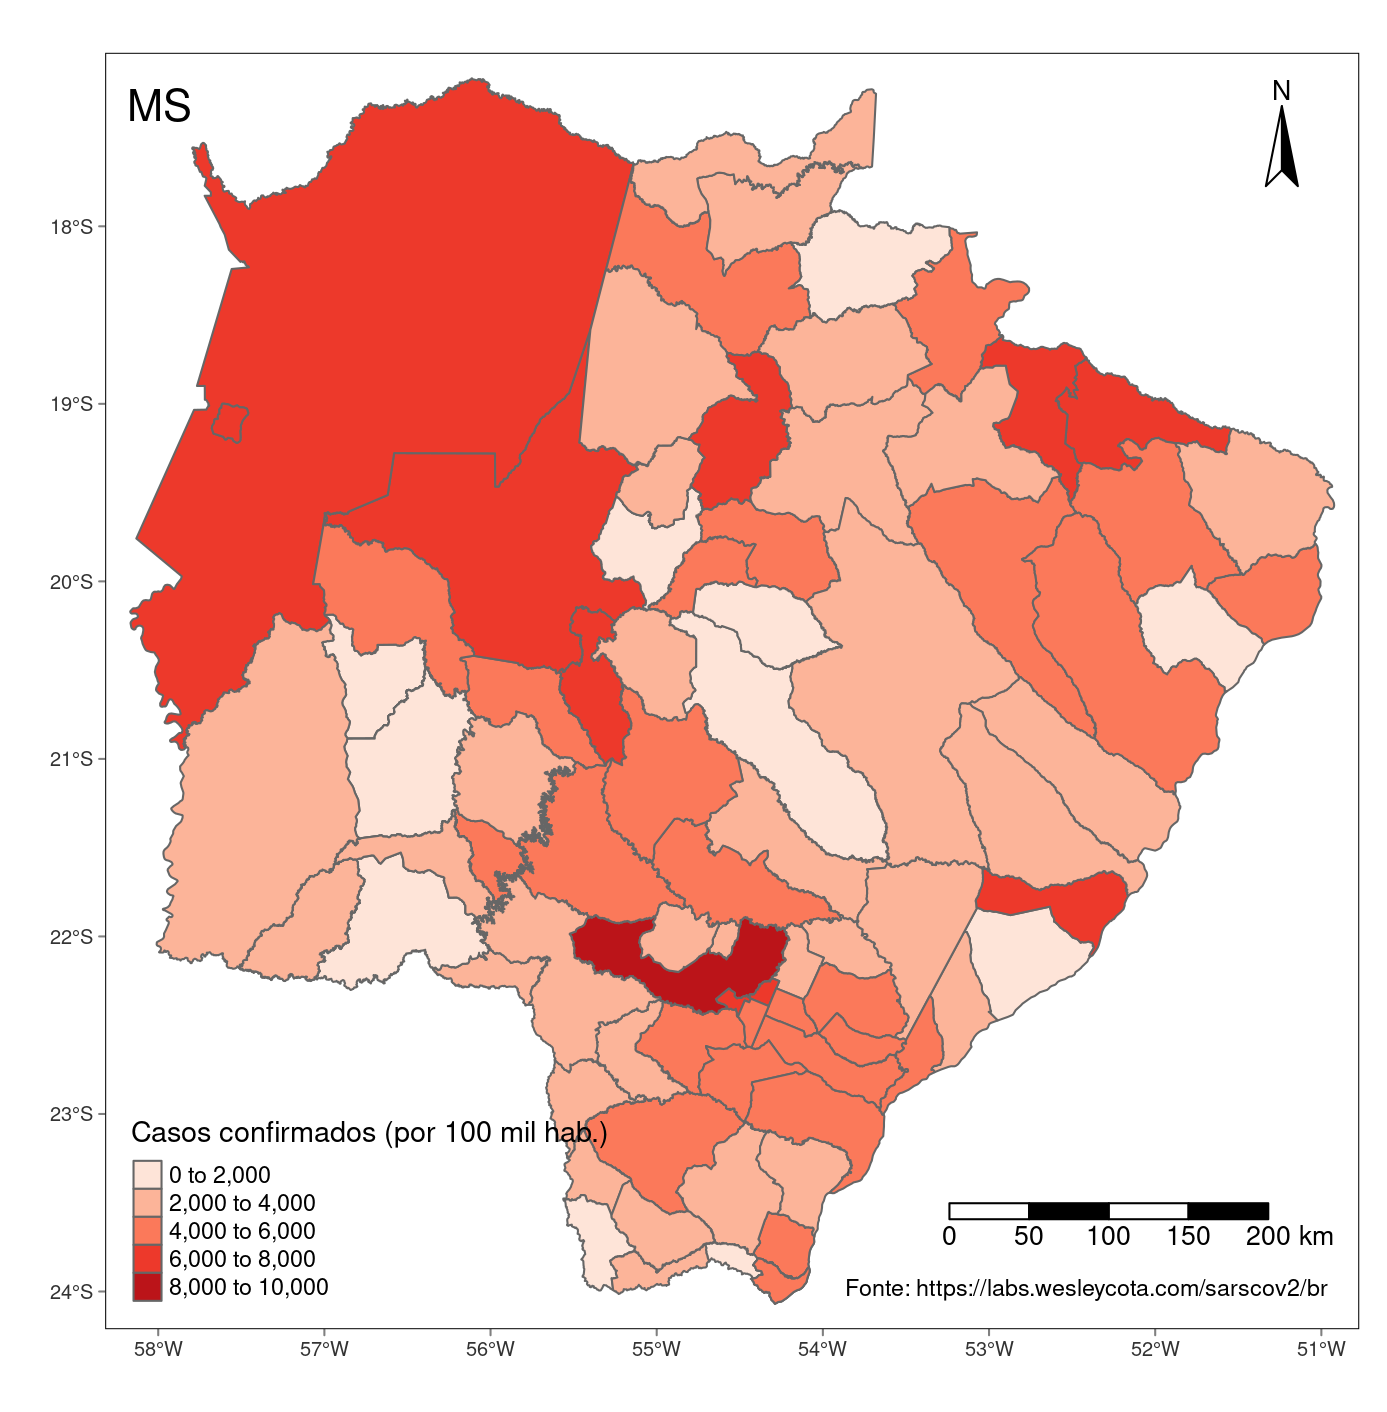 MS
N
18°S
19°S
20°S
21°S
22°S
23°S
24°S
Casos confirmados (por 100 mil hab.)
0 to 2,000
2,000 to 4,000
4,000 to 6,000
6,000 to 8,000
8,000 to 10,000
0 50 100 150 200 km
Fonte: https://labs.wesleycota.com/sarscov2/br
58°W 57°W 56°W 55°W 54°W 53°W 52°W 51°W